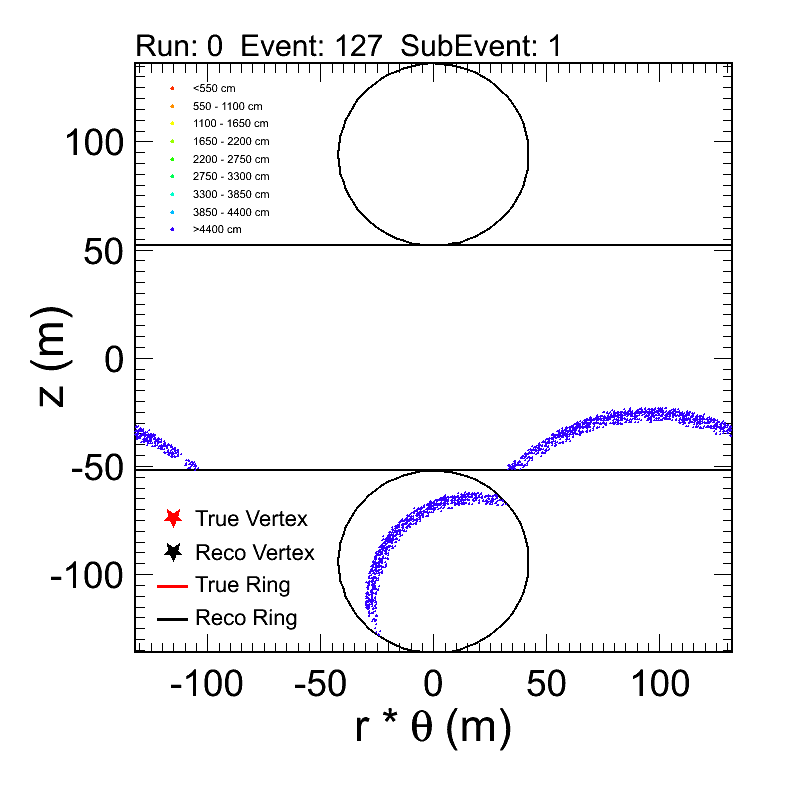 Run: 0  Event: 127  SubEvent: 1
<550 cm
550 - 1100 cm
1100 - 1650 cm
1650 - 2200 cm
2200 - 2750 cm
2750 - 3300 cm
3300 - 3850 cm
3850 - 4400 cm
>4400 cm
100
50
0
-50
-100
z (m)
True Vertex
Reco Vertex
True Ring
Reco Ring
-100 -50 0 50 100
r * θ (m)